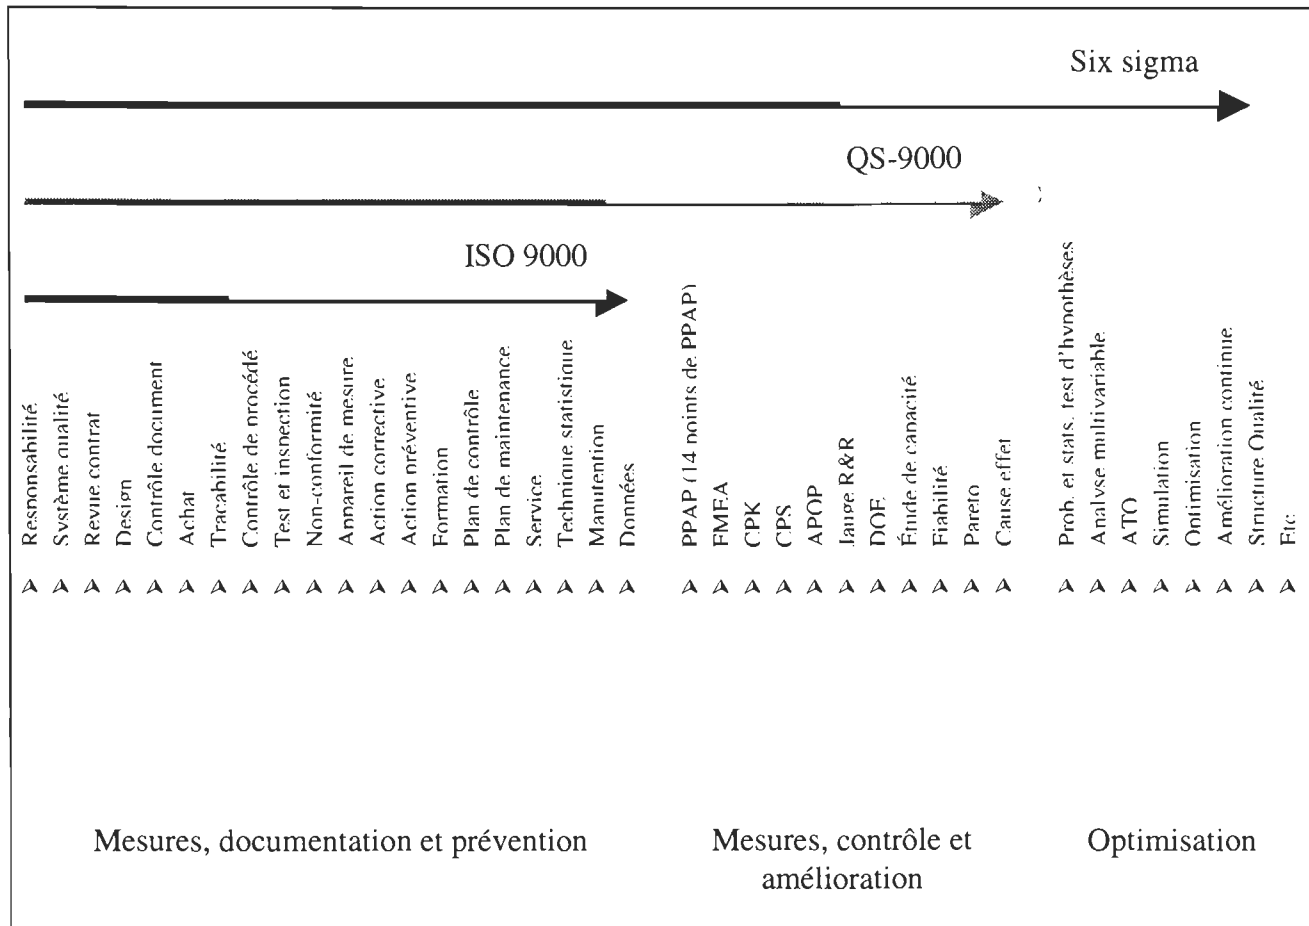 Six sigma
QS-9000
ISO 9000
Responsabilité
Système qualité
Revue contrat
Design
Contrôle document
Achat
Traçabilité
Contrôle de procédé
Test et inspection
Non-conformité
Appareil de mesure
Action corrective
Action préventive
Formation
Plan de contrôle
Plan de maintenance
Service
Technique statistique
Manutention
Données
PPAP (14 points de PPAP)
FMEA
CPK
CPS
APQP
Jauge R&R
DOE
Étude de capacité
Fiabilité
Pareto
Cause effet
Prob. et stats. test d'hypothèses
Analyse multivariable
ATO
Simulation
Optimisation
Amélioration continue
Structure Qualité
Etc
Mesures, documentation et prévention
Mesures, contrôle et
amélioration
Optimisation